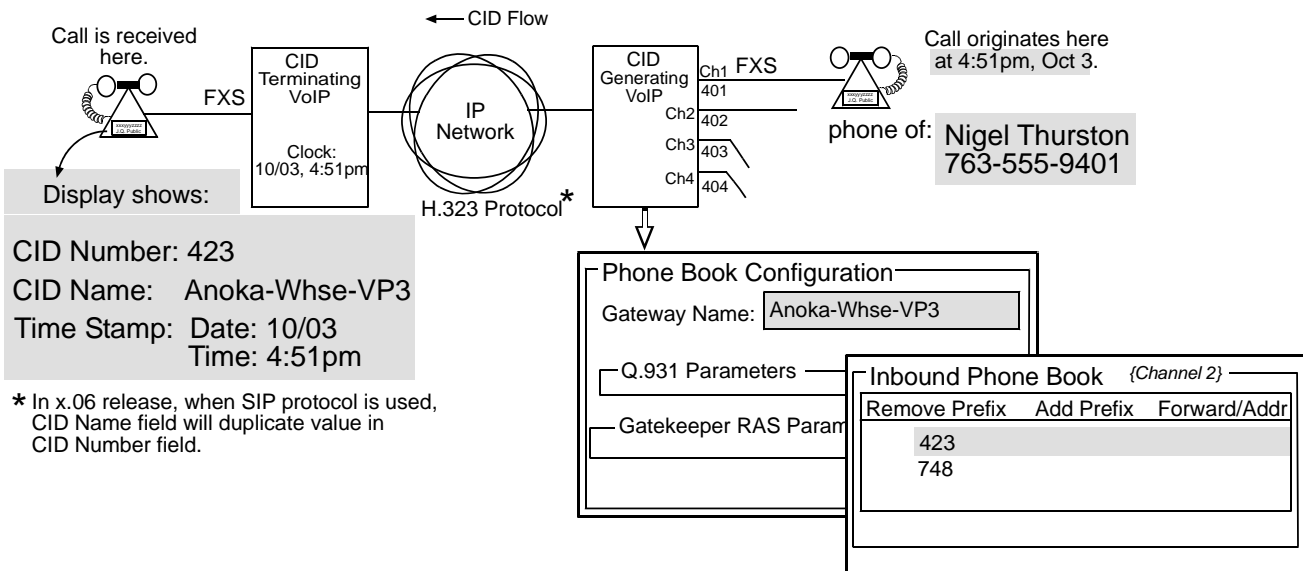 CID Flow
Call is received
here.
FXS
xxxyyyzzzz
J.Q. Public
CID
Terminating
VoIP
Clock:
10/03, 4:51pm
IP
Network
H.323 Protocol*
CID
Generating
VoIP
Ch1
FXS
401
Ch2
402
Ch3
403
Ch4
404
xxxyyyzzzz
J.Q. Public
Call originates here
at 4:51pm, Oct 3.
phone of:
Nigel Thurston
763-555-9401
Display shows:
CID Number: 423
CID Name: Anoka-Whse-VP3
Time Stamp: Date: 10/03
Time: 4:51pm
* In x.06 release, when SIP protocol is used,
CID Name field will duplicate value in
CID Number field.
Phone Book Configuration
Gateway Name: Anoka-Whse-VP3
Q.931 Parameters
Gatekeeper RAS Param
Inbound Phone Book {Channel 2}
Remove Prefix Add Prefix Forward/Addr
423
748